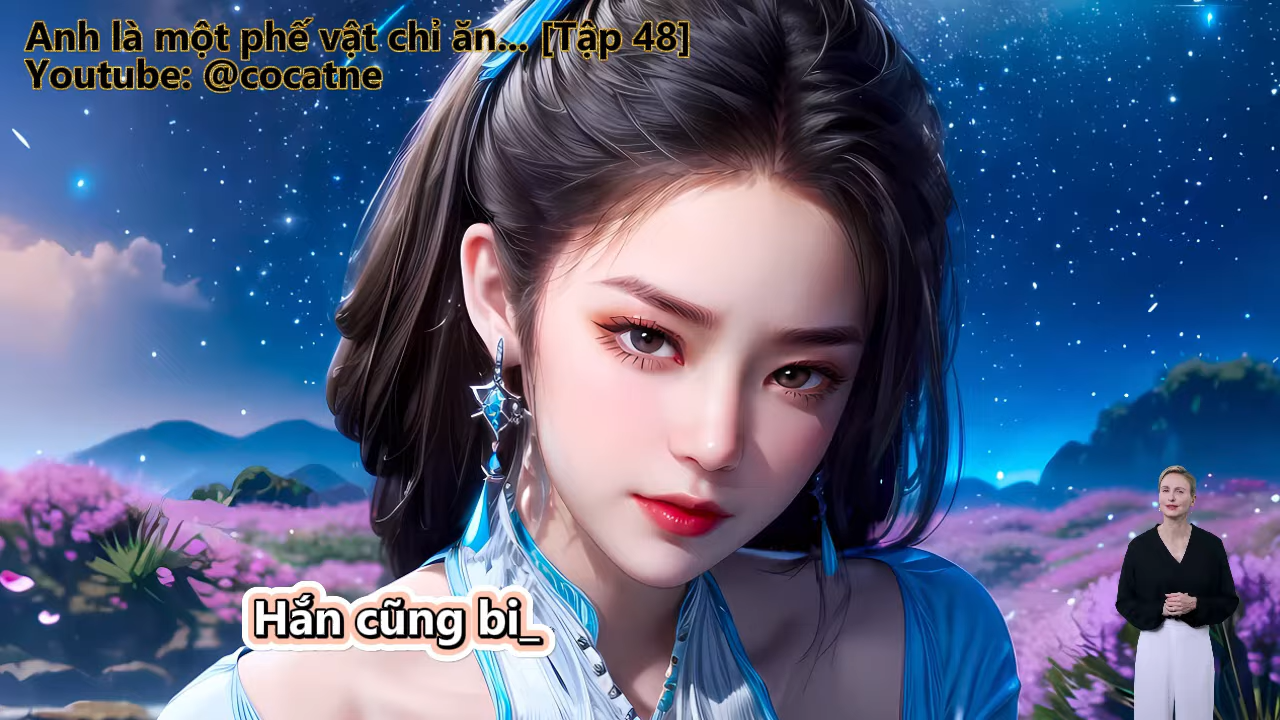 Anh là một phế vật chỉ ăn... [Tập 48]
Youtube: @cocatne
Hắn cũng bi_